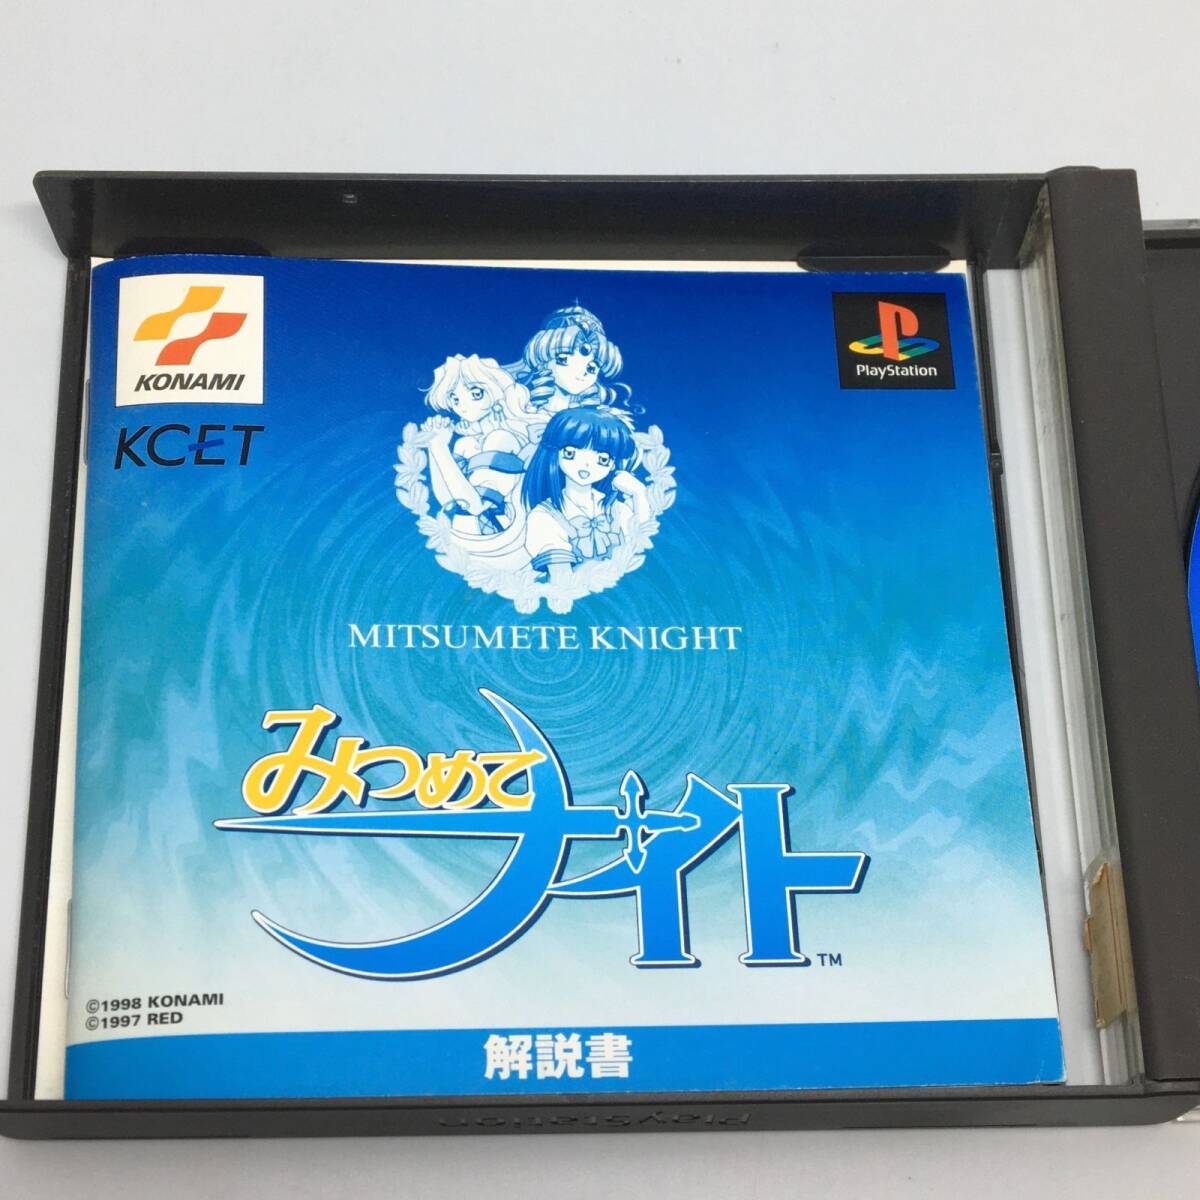 KONAMI
KCET
PlayStation
MITSUMETE KNIGHT
みつめて
ナイト
TM
©1998 KONAMI
©1997 RED
解説書
PlayStation